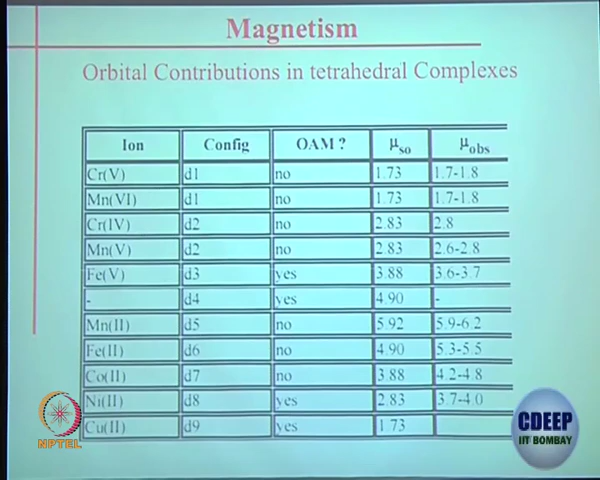 Magnetism
Orbital Contributions in tetrahedral Complexes
Ion Config OAM ? μso μobs
Cr(V) d1 no 1.73 1.7-1.8
Mn(VI) d1 no 1.73 1.7-1.8
Cr(IV) d2 no 2.83 2.8
Mn(V) d2 no 2.83 2.6-2.8
Fe(V) d3 yes 3.88 3.6-3.7
- d4 yes 4.90 -
Mn(II) d5 no 5.92 5.9-6.2
Fe(II) d6 no 4.90 5.3-5.5
Co(II) d7 no 3.88 4.2-4.8
Ni(II) d8 yes 2.83 3.7-4.0
Cu(II) d9 yes 1.73
NPTEL
CDEEP
IIT BOMBAY